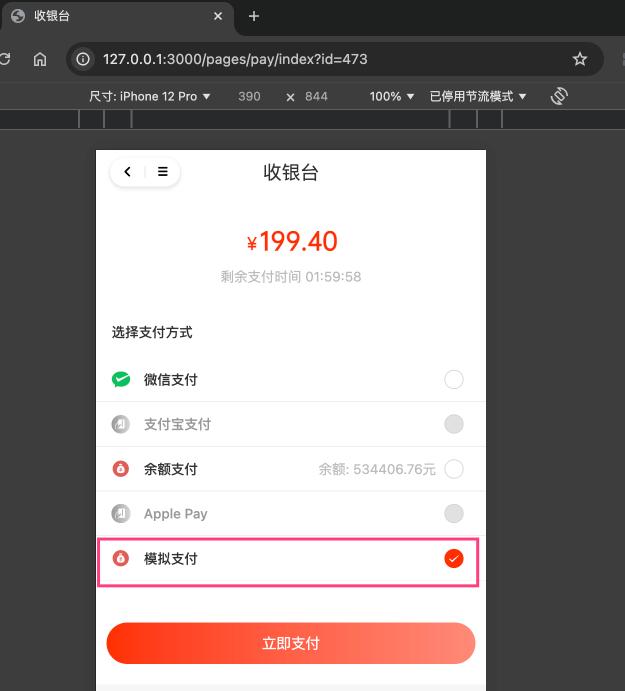 收银台
127.0.0.1:3000/pages/pay/index?id=473
尺寸: iPhone 12 Pro 390 × 844 100% 已停用节流模式
收银台
¥199.40
剩余支付时间 01:59:58
选择支付方式
微信支付
支付宝支付
余额支付 余额: 534406.76元
Apple Pay
模拟支付
立即支付